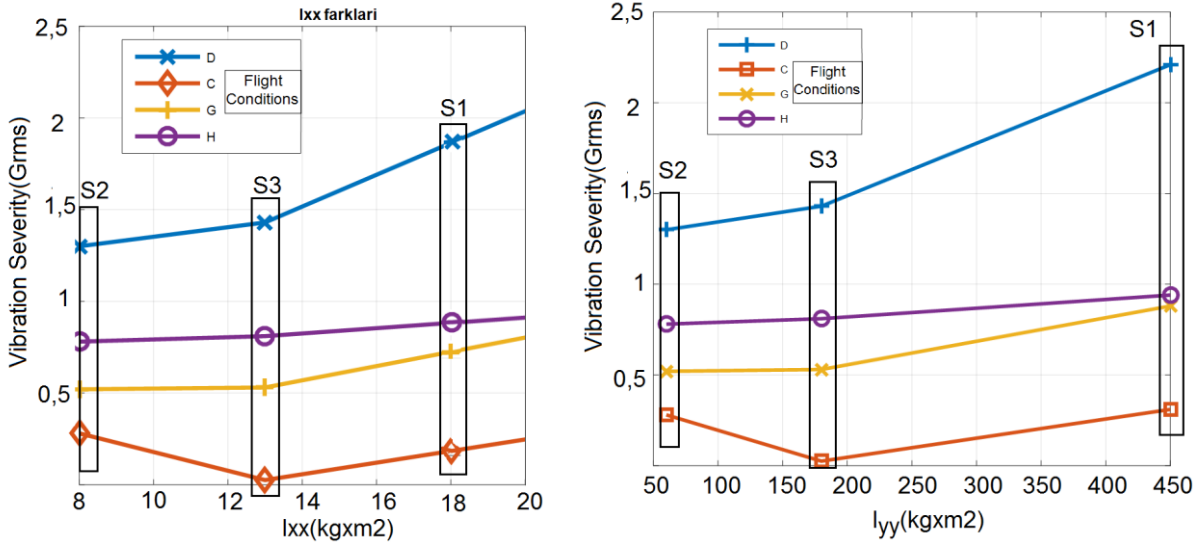 Ixx farklari
2,5
2
1,5
1
0,5
Vibration Severity(Grms)
D
C
G
H
Flight
Conditions
S2
S3
S1
8
10
12
14
16
18
20
Ixx(kgxm2)
2,5
2
1,5
1
0,5
Vibration Severity(Grms)
D
C
G
H
Flight
Conditions
S2
S3
S1
50
100
150
200
250
300
350
400
450
Iyy(kgxm2)